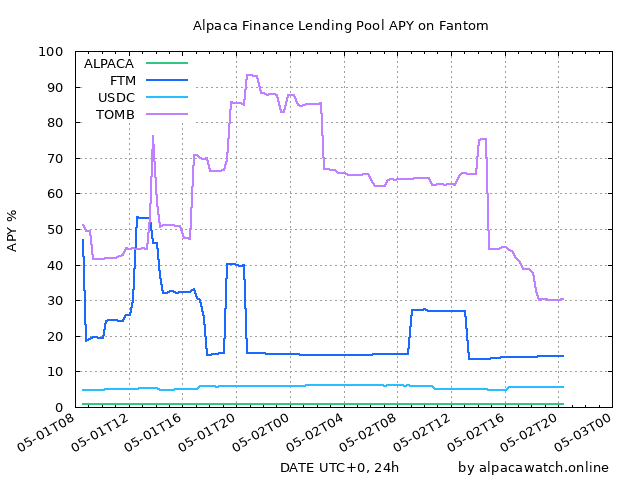 Alpaca Finance Lending Pool APY on Fantom
100
90
80
70
60
50
40
30
20
10
0
APY %
ALPACA
FTM
USDC
TOMB
05-01T08
05-01T12
05-01T16
05-01T20
05-02T00
05-02T04
05-02T08
05-02T12
05-02T16
05-02T20
05-03T00
DATE UTC+0, 24h
by alpacawatch.online